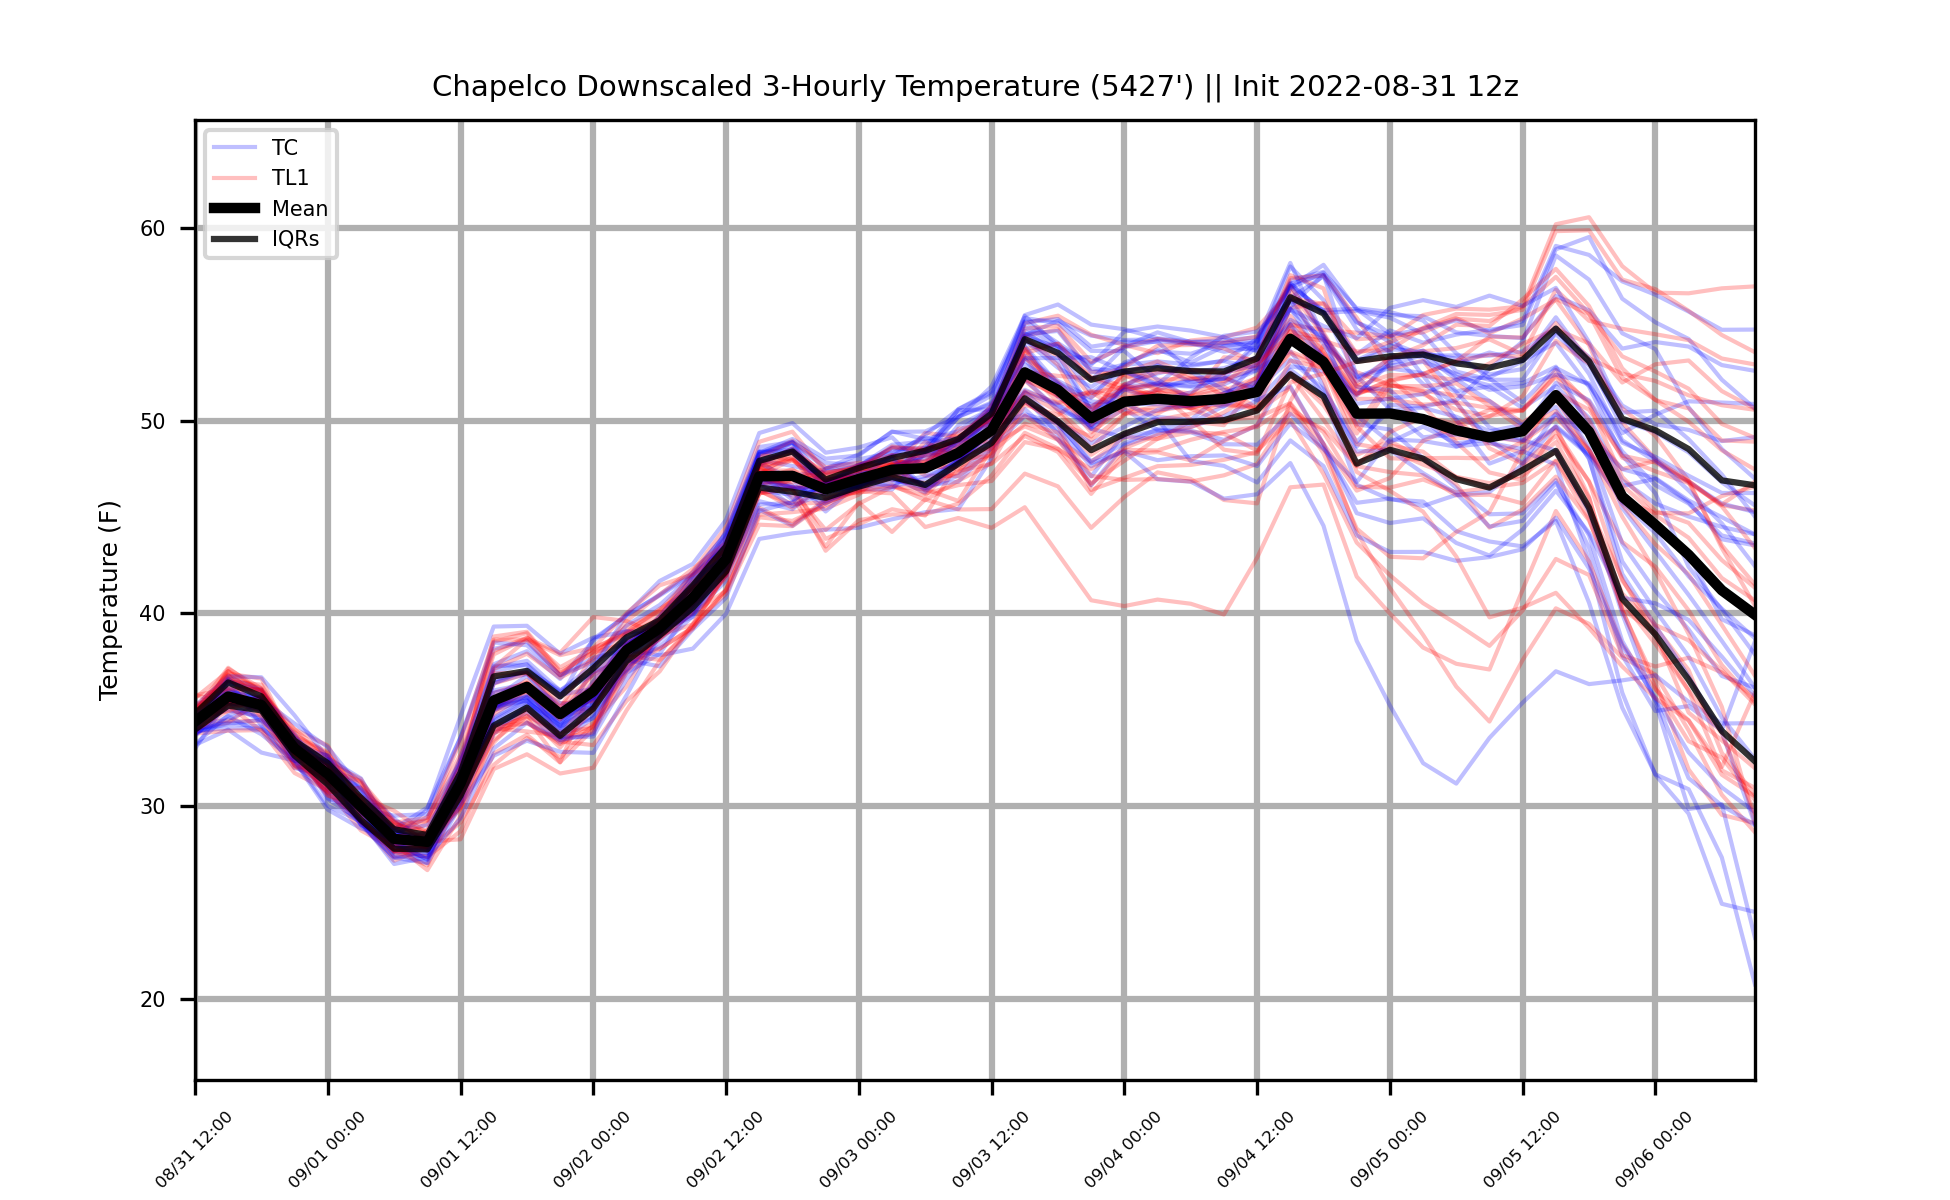 Chapelco Downscaled 3-Hourly Temperature (5427') || Init 2022-08-31 12z
TC
TL1
Mean
IQRs
Temperature (F)
60
50
40
30
20
08/31 12:00
09/01 00:00
09/01 12:00
09/02 00:00
09/02 12:00
09/03 00:00
09/03 12:00
09/04 00:00
09/04 12:00
09/05 00:00
09/05 12:00
09/06 00:00